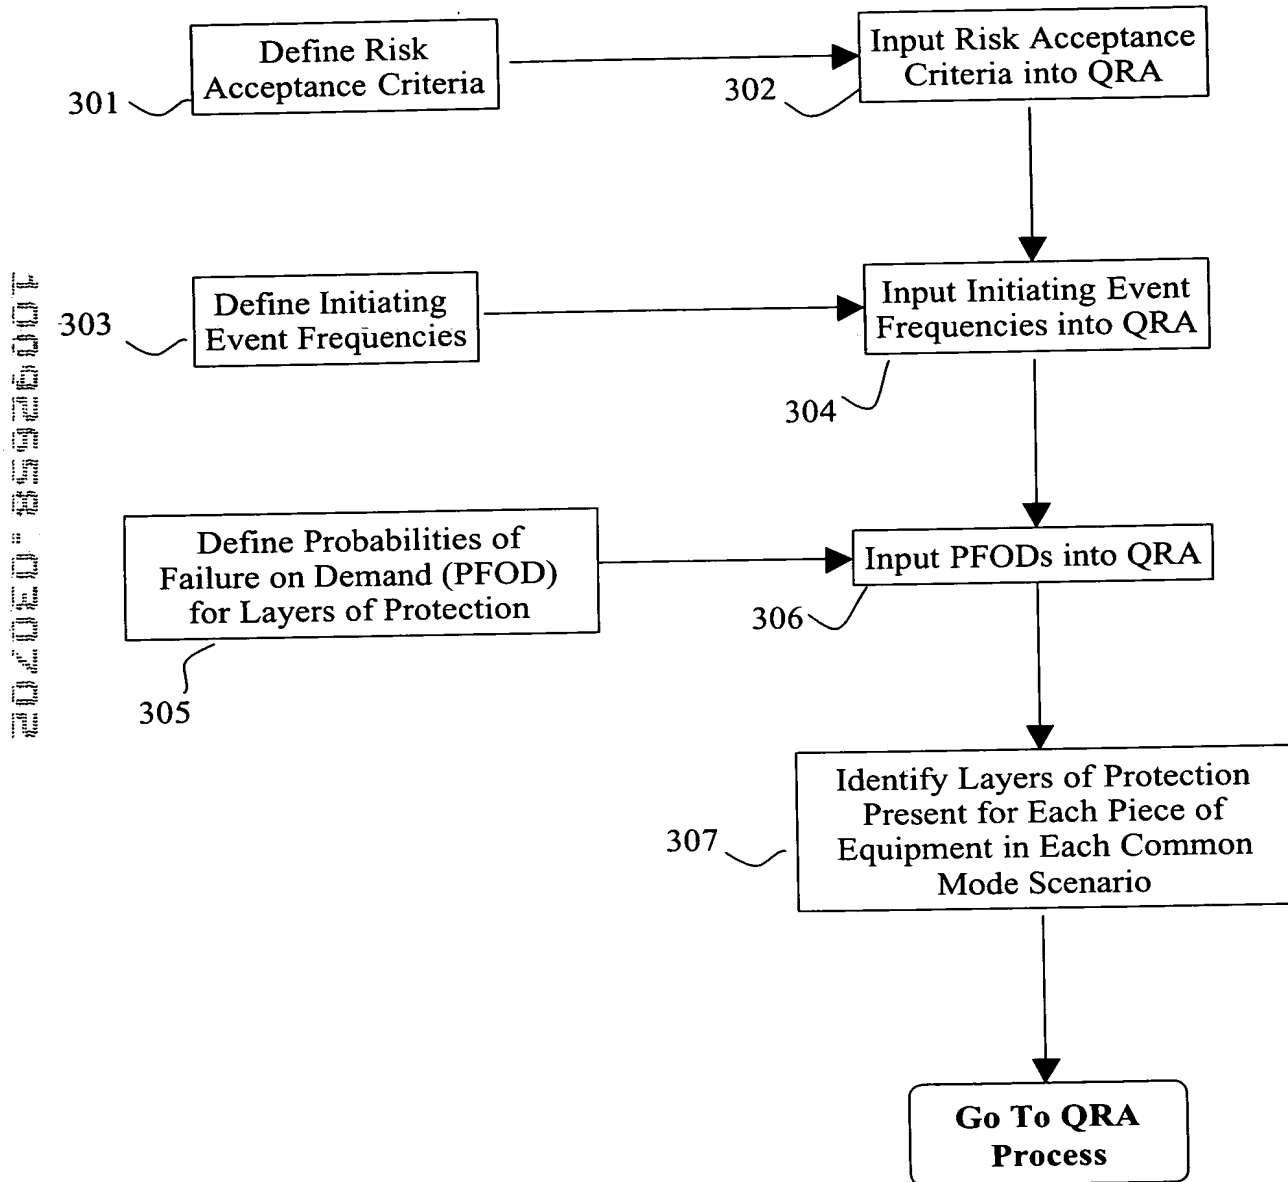 Define Risk
Acceptance Criteria
301
Input Risk Acceptance
Criteria into QRA
302
Define Initiating
Event Frequencies
303
Input Initiating Event
Frequencies into QRA
304
Define Probabilities of
Failure on Demand (PFOD)
for Layers of Protection
305
Input PFODs into QRA
306
Identify Layers of Protection
Present for Each Piece of
Equipment in Each Common
Mode Scenario
307
Go To QRA
Process
10092658.030702